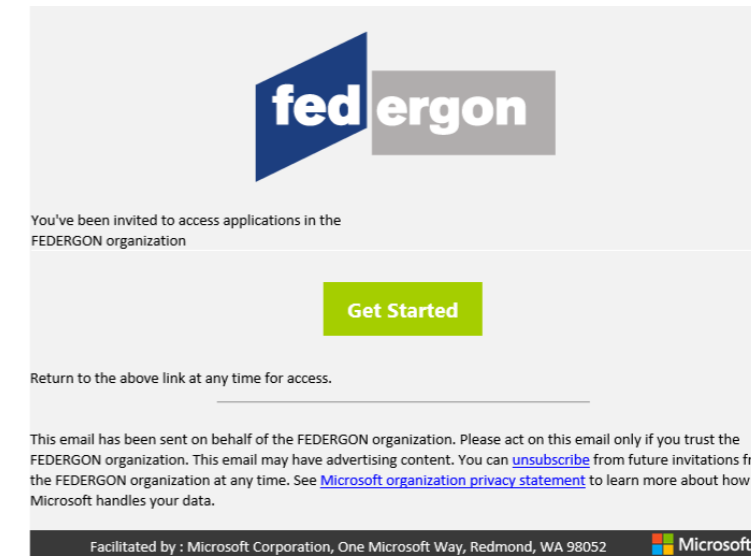 fed ergon
You've been invited to access applications in the
FEDERGON organization
Get Started
Return to the above link at any time for access.
This email has been sent on behalf of the FEDERGON organization. Please act on this email only if you trust the
FEDERGON organization. This email may have advertising content. You can unsubscribe from future invitations
the FEDERGON organization at any time. See Microsoft organization privacy statement to learn more about how
Microsoft handles your data.
Facilitated by : Microsoft Corporation, One Microsoft Way, Redmond, WA 98052 Microsoft